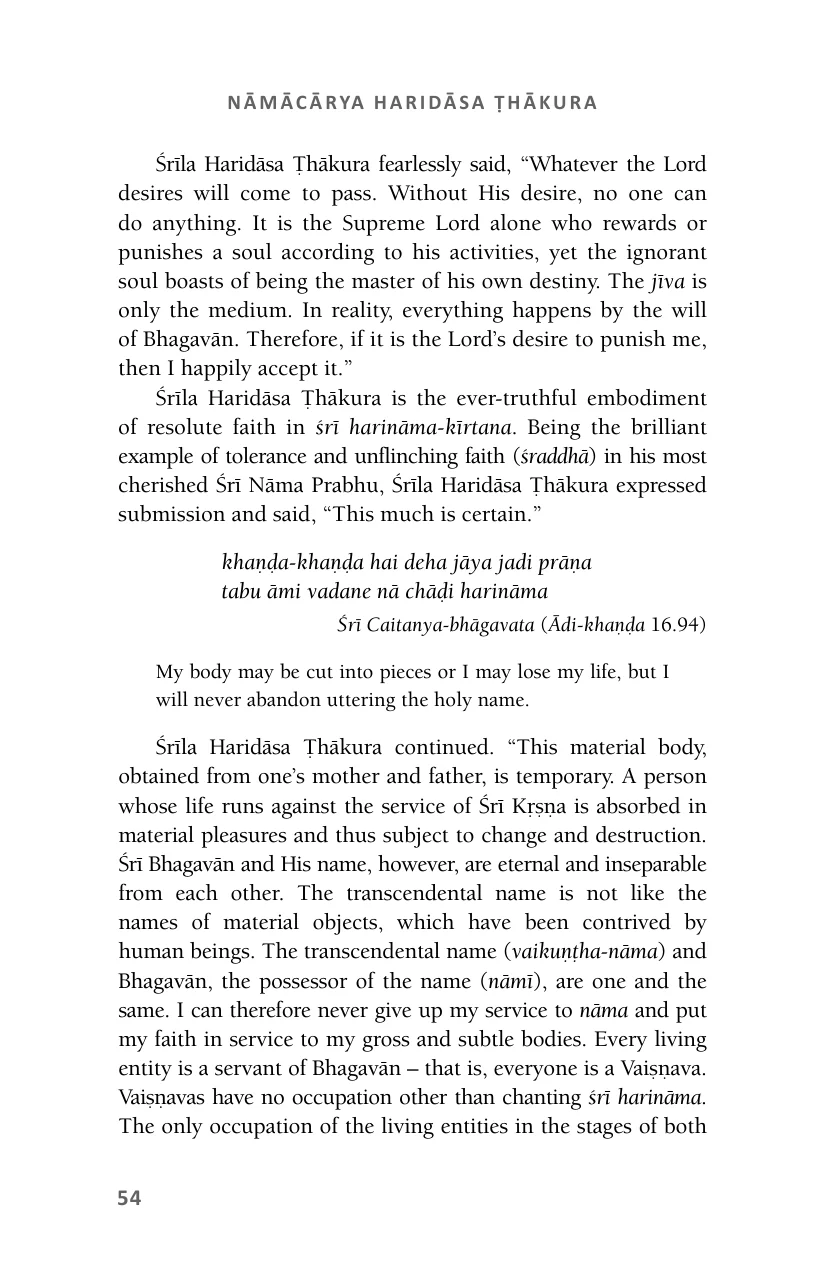 NĀMĀCĀRYA HARIDĀSA ṬHĀKURA
Śrīla Haridāsa Ṭhākura fearlessly said, “Whatever the Lord
desires will come to pass. Without His desire, no one can
do anything. It is the Supreme Lord alone who rewards or
punishes a soul according to his activities, yet the ignorant
soul boasts of being the master of his own destiny. The jīva is
only the medium. In reality, everything happens by the will
of Bhagavān. Therefore, if it is the Lord’s desire to punish me,
then I happily accept it.”
Śrīla Haridāsa Ṭhākura is the ever-truthful embodiment
of resolute faith in śrī harināma-kīrtana. Being the brilliant
example of tolerance and unflinching faith (śraddhā) in his most
cherished Śrī Nāma Prabhu, Śrīla Haridāsa Ṭhākura expressed
submission and said, “This much is certain.”
khaṇḍa-khaṇḍa hai deha jāya jadi prāṇa
tabu āmi vadane nā chāḍi harināma
Śrī Caitanya-bhāgavata (Ādi-khaṇḍa 16.94)
My body may be cut into pieces or I may lose my life, but I
will never abandon uttering the holy name.
Śrīla Haridāsa Ṭhākura continued. “This material body,
obtained from one’s mother and father, is temporary. A person
whose life runs against the service of Śrī Kṛṣṇa is absorbed in
material pleasures and thus subject to change and destruction.
Śrī Bhagavān and His name, however, are eternal and inseparable
from each other. The transcendental name is not like the
names of material objects, which have been contrived by
human beings. The transcendental name (vaikuṇṭha-nāma) and
Bhagavān, the possessor of the name (nāmī), are one and the
same. I can therefore never give up my service to nāma and put
my faith in service to my gross and subtle bodies. Every living
entity is a servant of Bhagavān – that is, everyone is a Vaiṣṇava.
Vaiṣṇavas have no occupation other than chanting śrī harināma.
The only occupation of the living entities in the stages of both
54